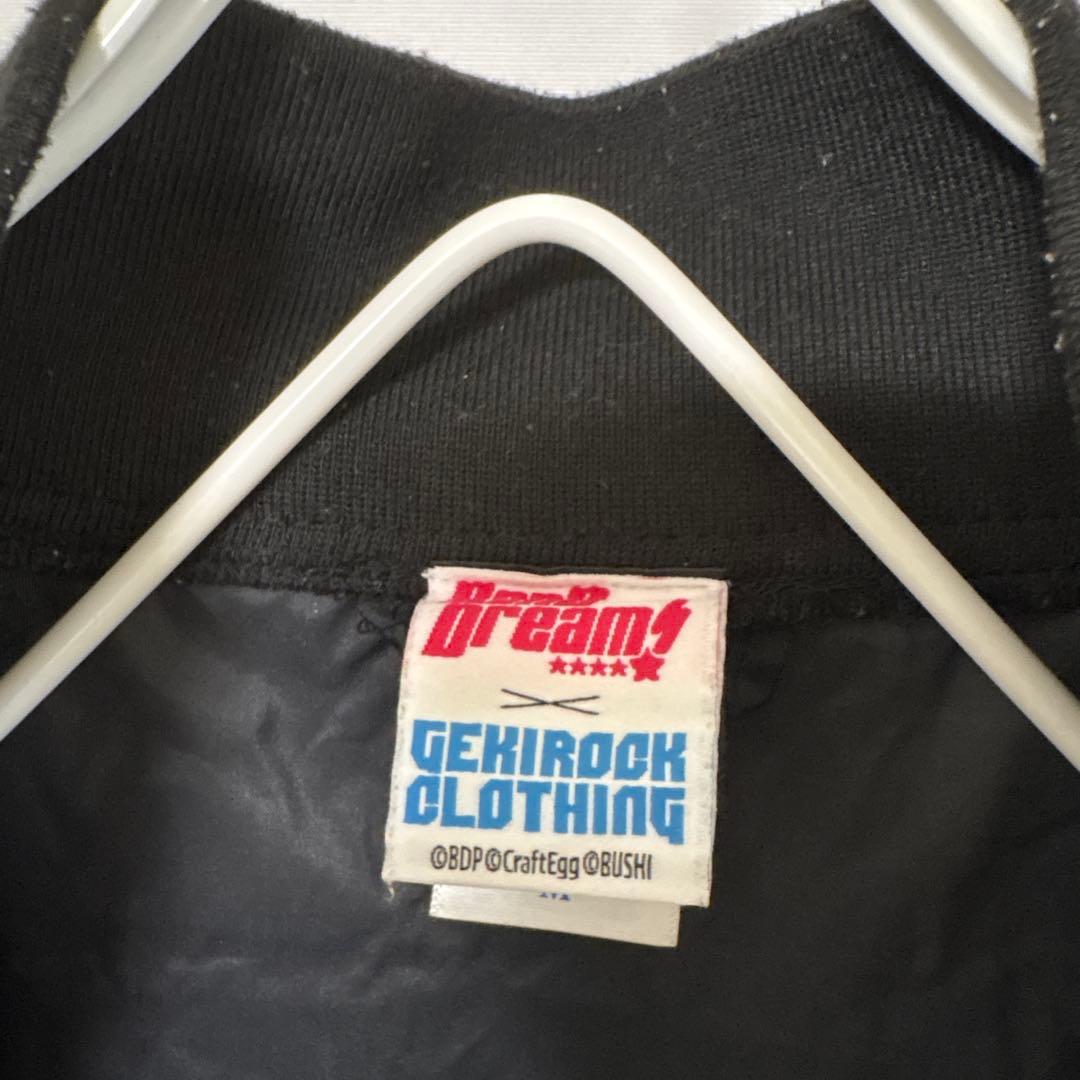 Dream!
★★★★★
×
GEKIROCK
CLOTHING
©BDP ©CraftEgg ©BUSHI
M